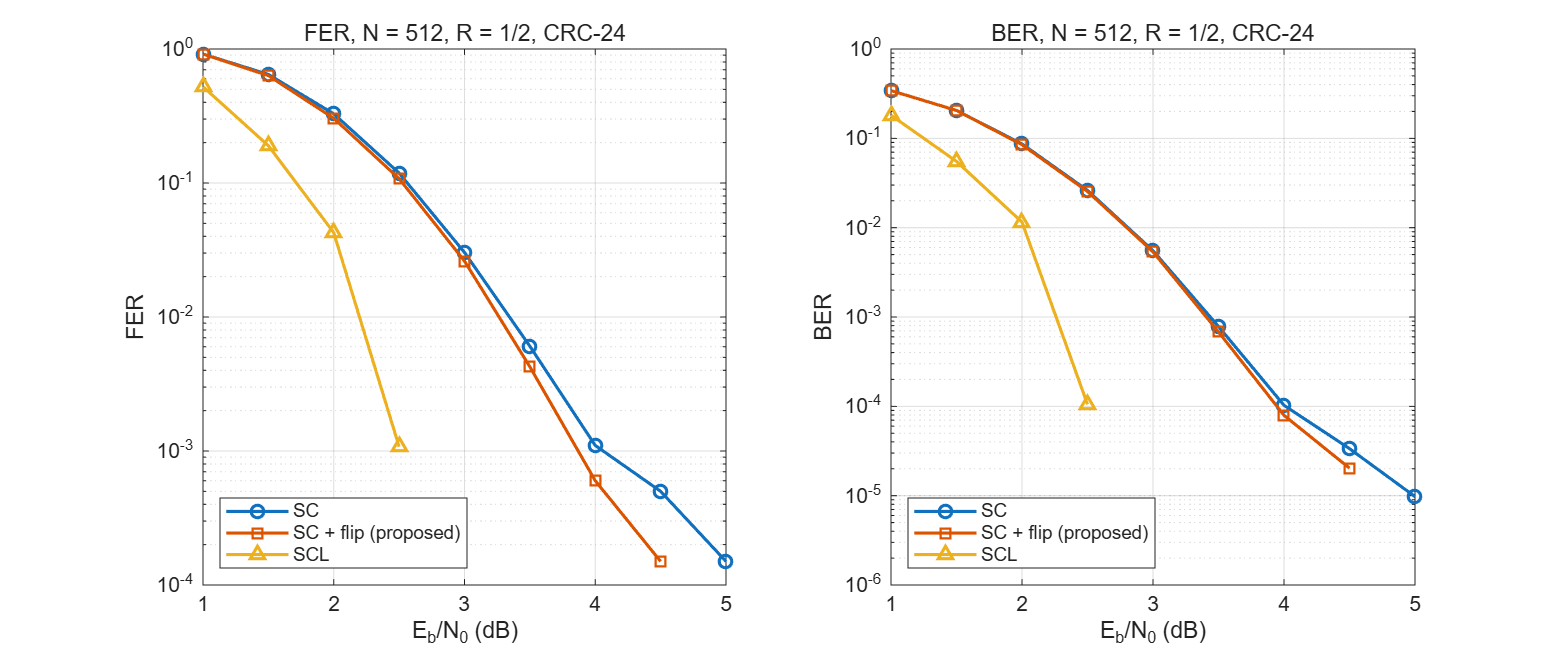 FER, N = 512, R = 1/2, CRC-24
10^0
10^-1
10^-2
10^-3
10^-4
FER
SC
SC + flip (proposed)
SCL
1 2 3 4 5
E_b/N_0 (dB)
BER, N = 512, R = 1/2, CRC-24
10^0
10^-1
10^-2
10^-3
10^-4
10^-5
10^-6
BER
SC
SC + flip (proposed)
SCL
1 2 3 4 5
E_b/N_0 (dB)